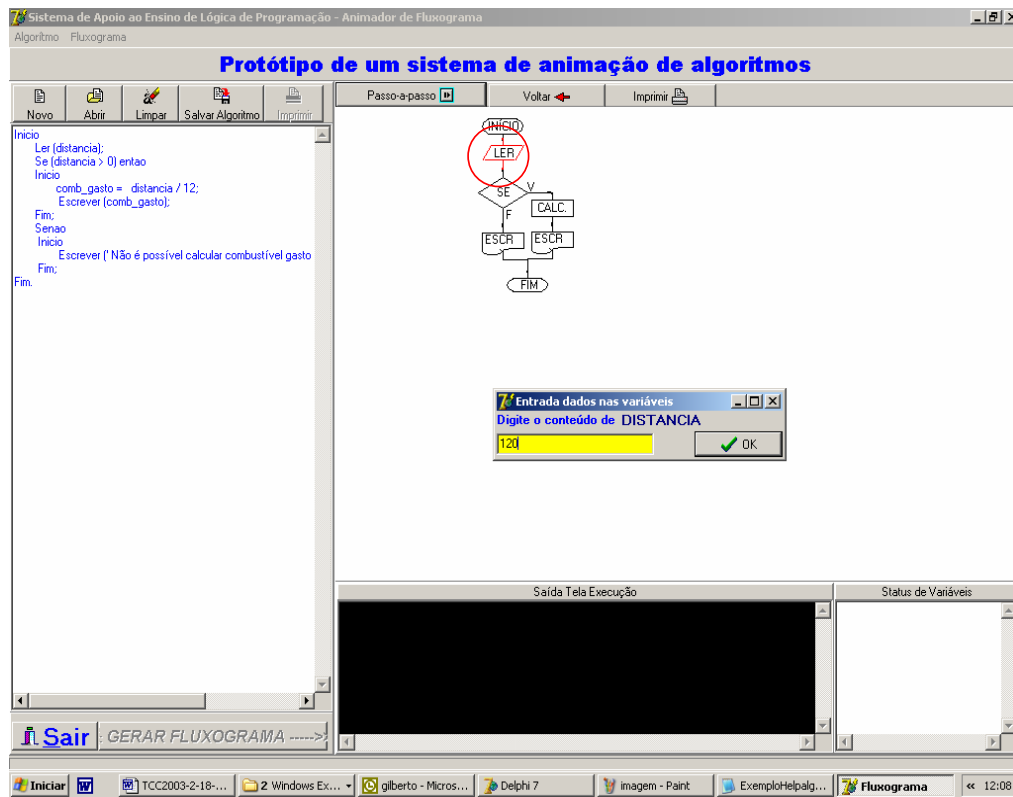 Sistema de Apoio ao Ensino de Lógica de Programação - Animador de Fluxograma
Algorítmo Fluxograma
Protótipo de um sistema de animação de algoritmos
Novo Abrir Limpar Salvar Algoritmo Imprimir
Passo-a-passo Voltar Imprimir
Inicio
Ler (distancia);
Se (distancia > 0) entao
Inicio
comb_gasto = distancia / 12;
Escrever (comb_gasto);
Fim;
Senao
Inicio
Escrever (' Não é possível calcular combustível gasto
Fim;
Fim.
INÍCIO
LER
SE V
F CALC.
ESCR ESCR
FIM
Entrada dados nas variáveis
Digite o conteúdo de DISTANCIA
120 OK
Saída Tela Execução Status de Variáveis
Sair GERAR FLUXOGRAMA ----->>
Iniciar TCC2003-2-18-... 2 Windows Ex... gilberto - Micros... Delphi 7 imagem - Paint ExemploHelpalg... Fluxograma « 12:08